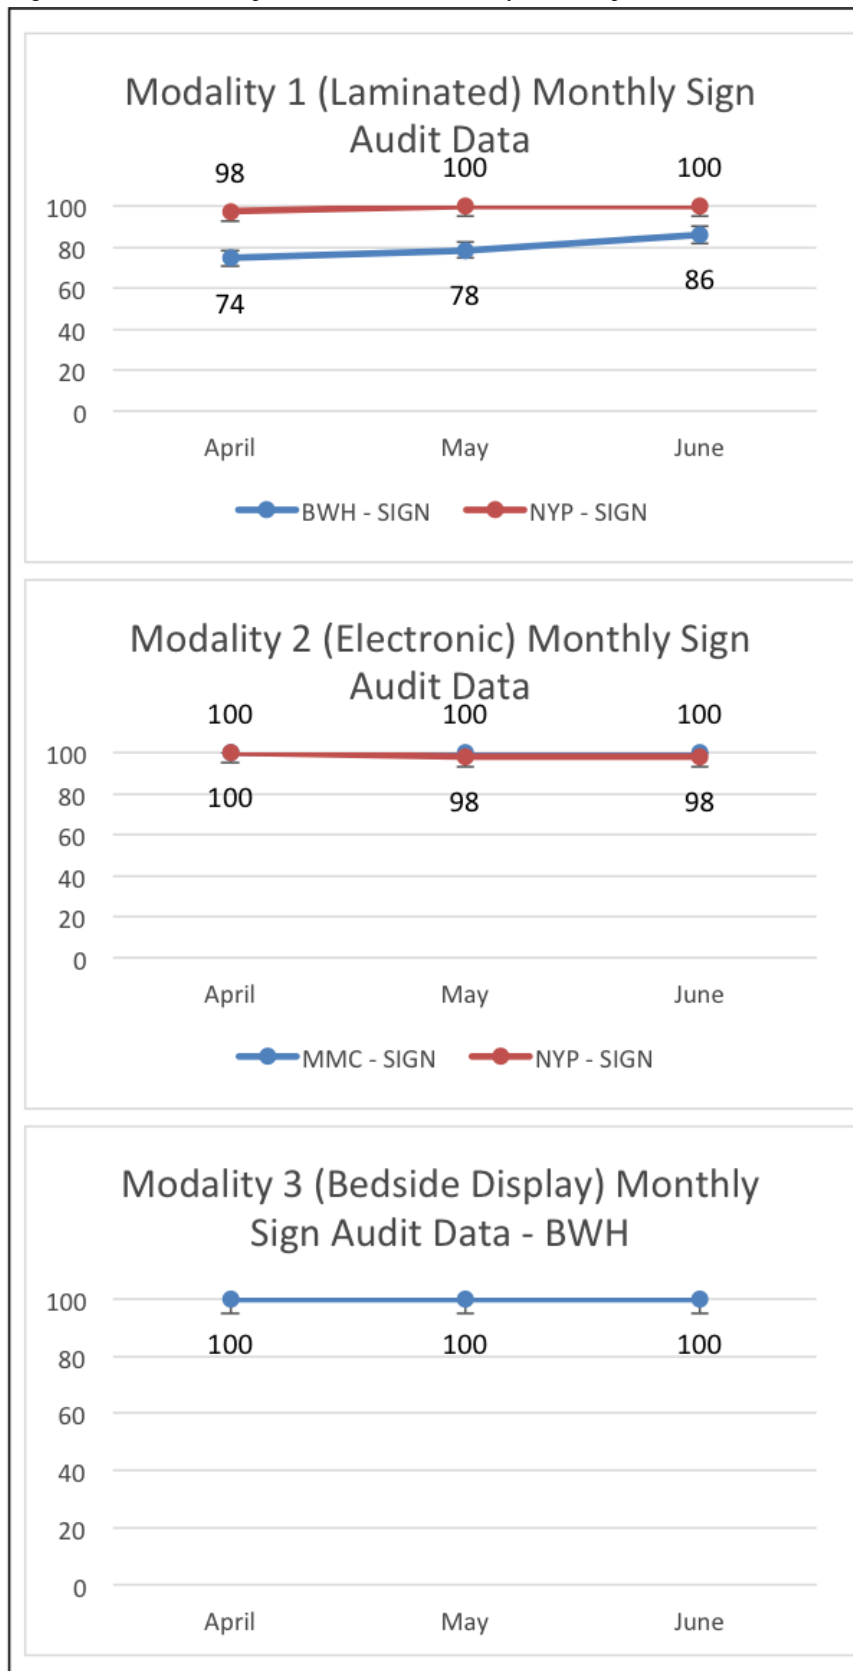 Modality 1 (Laminated) Monthly Sign
Audit Data
98 100 100
100
80
60
40
20
0
74 78 86
April May June
BWH - SIGN NYP - SIGN
Modality 2 (Electronic) Monthly Sign
Audit Data
100 100 100
100
80
60
40
20
0
100 98 98
April May June
MMC - SIGN NYP - SIGN
Modality 3 (Bedside Display) Monthly
Sign Audit Data - BWH
100
80
60
40
20
0
100 100 100
April May June